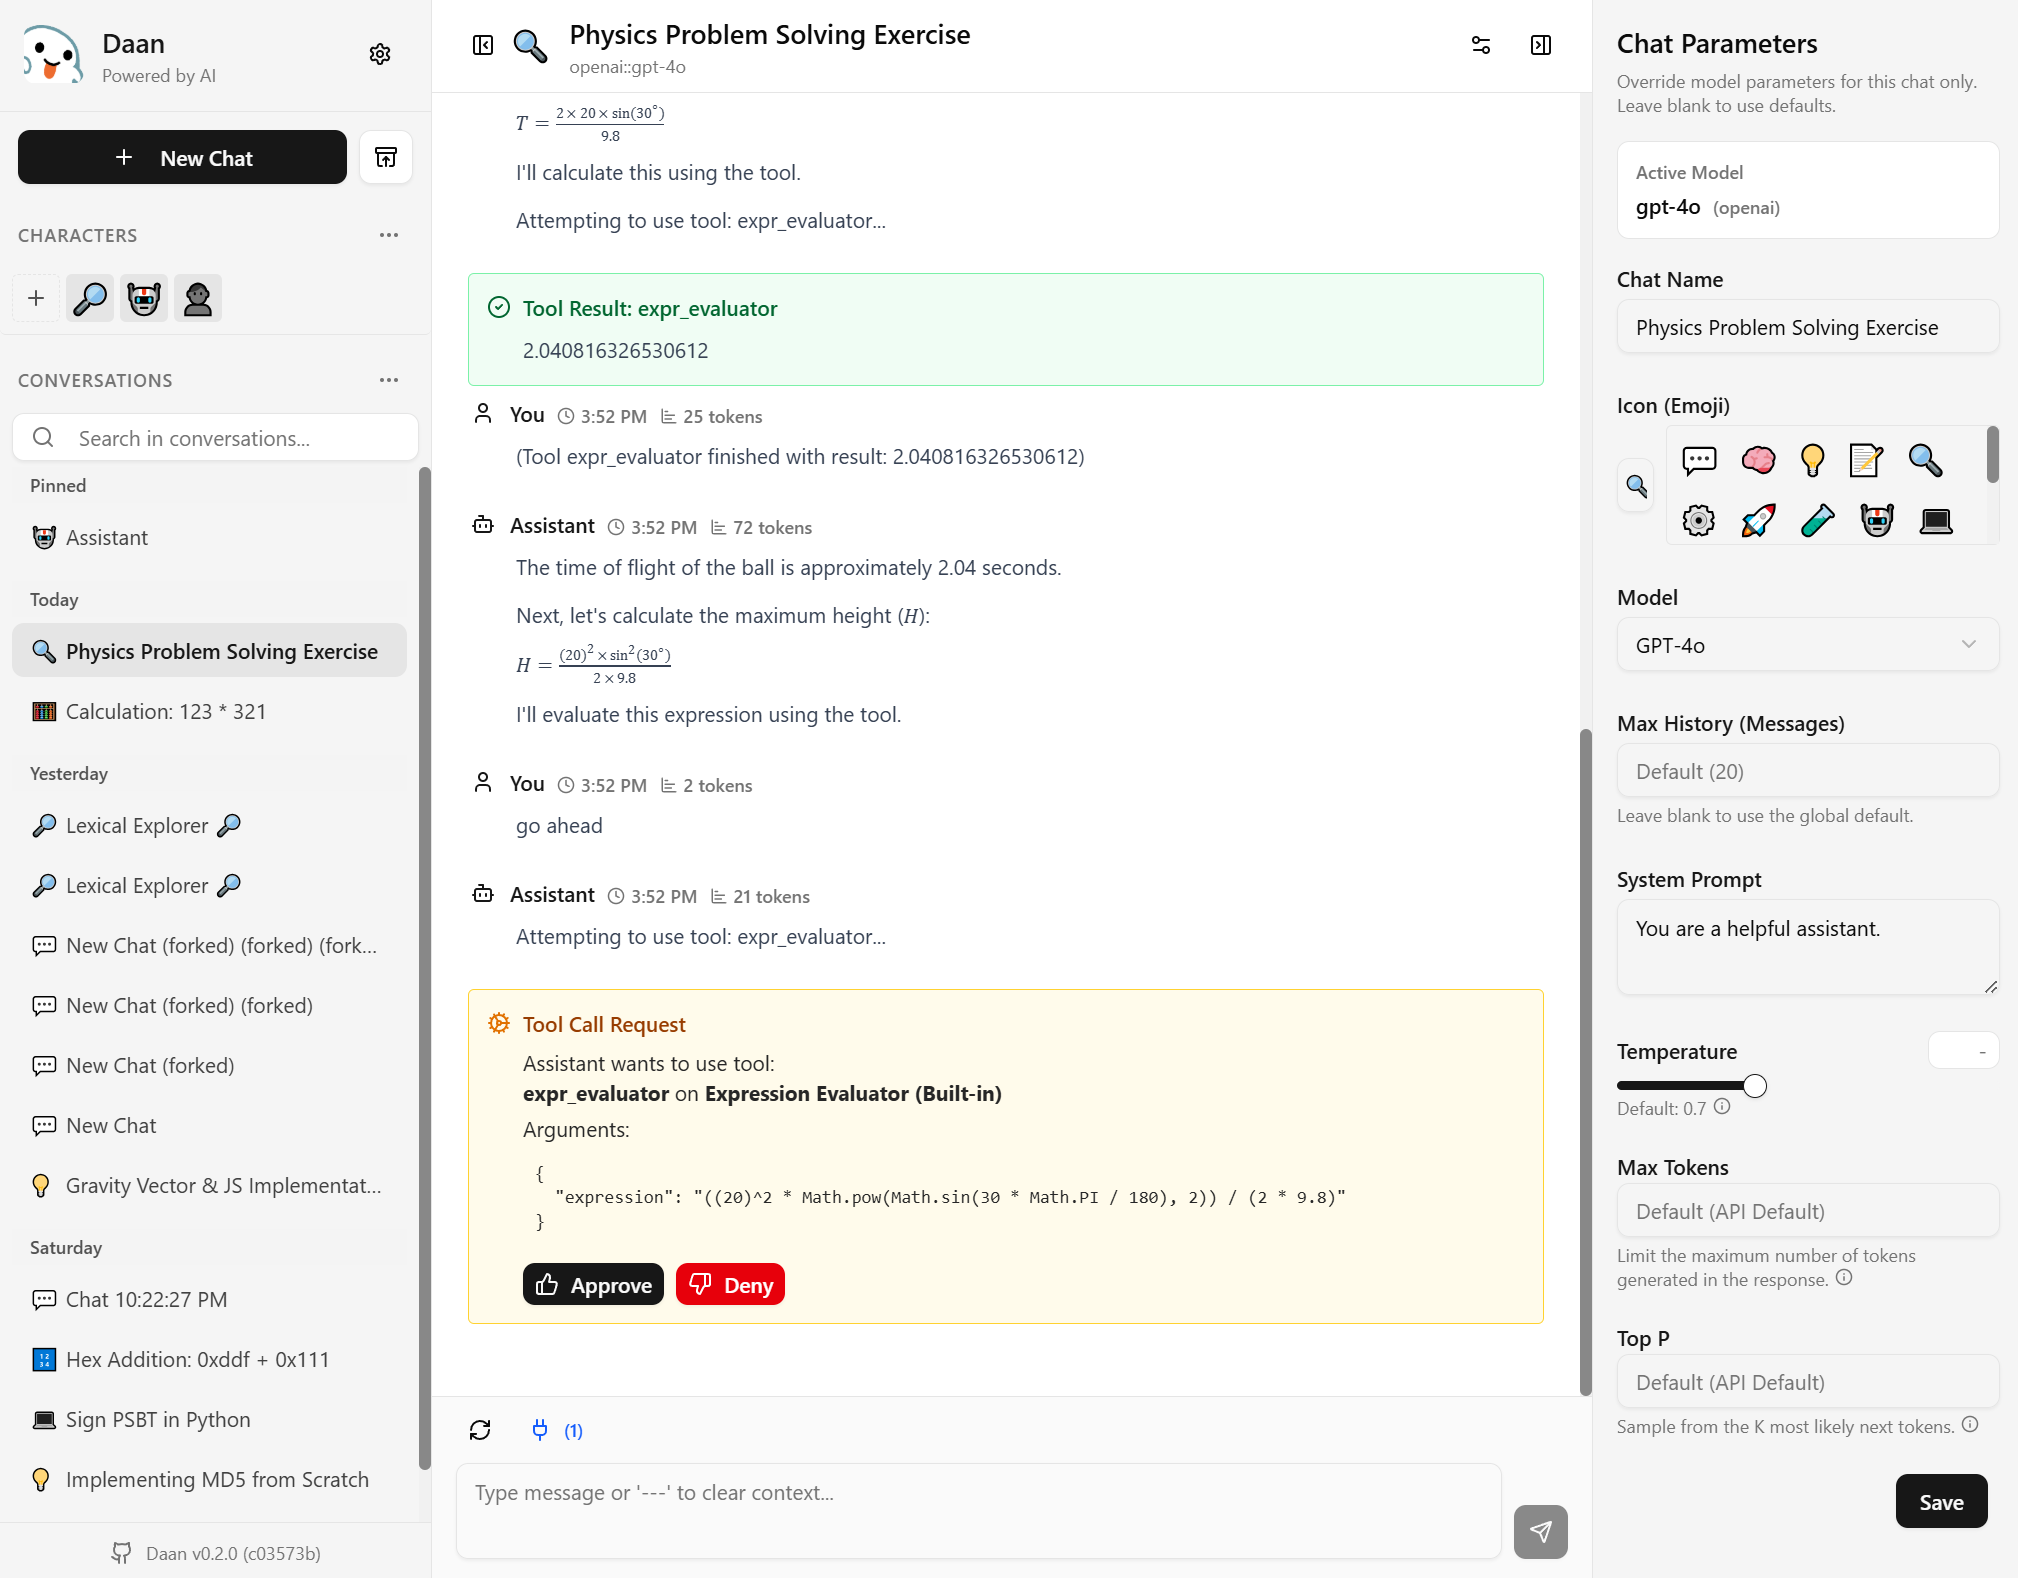 Daan
Powered by AI
New Chat
CHARACTERS
CONVERSATIONS
Search in conversations...
Pinned
Assistant
Today
Physics Problem Solving Exercise
Calculation: 123 * 321
Yesterday
Lexical Explorer
Lexical Explorer
New Chat (forked) (forked) (fork...
New Chat (forked) (forked)
New Chat (forked)
New Chat
Gravity Vector & JS Implementat...
Saturday
Chat 10:22:27 PM
Hex Addition: 0xddf + 0x111
Sign PSBT in Python
Implementing MD5 from Scratch
Daan v0.2.0 (c03573b)
Physics Problem Solving Exercise
openai::gpt-4o
T = 2 × 20 × sin(30°) / 9.8
I'll calculate this using the tool.
Attempting to use tool: expr_evaluator...
Tool Result: expr_evaluator
2.040816326530612
You 3:52 PM 25 tokens
(Tool expr_evaluator finished with result: 2.040816326530612)
Assistant 3:52 PM 72 tokens
The time of flight of the ball is approximately 2.04 seconds.
Next, let's calculate the maximum height (H):
H = (20)² × sin²(30°) / 2 × 9.8
I'll evaluate this expression using the tool.
You 3:52 PM 2 tokens
go ahead
Assistant 3:52 PM 21 tokens
Attempting to use tool: expr_evaluator...
Tool Call Request
Assistant wants to use tool:
expr_evaluator on Expression Evaluator (Built-in)
Arguments:
{
"expression": "((20)^2 * Math.pow(Math.sin(30 * Math.PI / 180), 2)) / (2 * 9.8)"
}
Approve
Deny
(1)
Type message or '---' to clear context...
Chat Parameters
Override model parameters for this chat only.
Leave blank to use defaults.
Active Model
gpt-4o (openai)
Chat Name
Physics Problem Solving Exercise
Icon (Emoji)
Model
GPT-4o
Max History (Messages)
Default (20)
Leave blank to use the global default.
System Prompt
You are a helpful assistant.
Temperature
-
Default: 0.7
Max Tokens
Default (API Default)
Limit the maximum number of tokens
generated in the response.
Top P
Default (API Default)
Sample from the K most likely next tokens.
Save